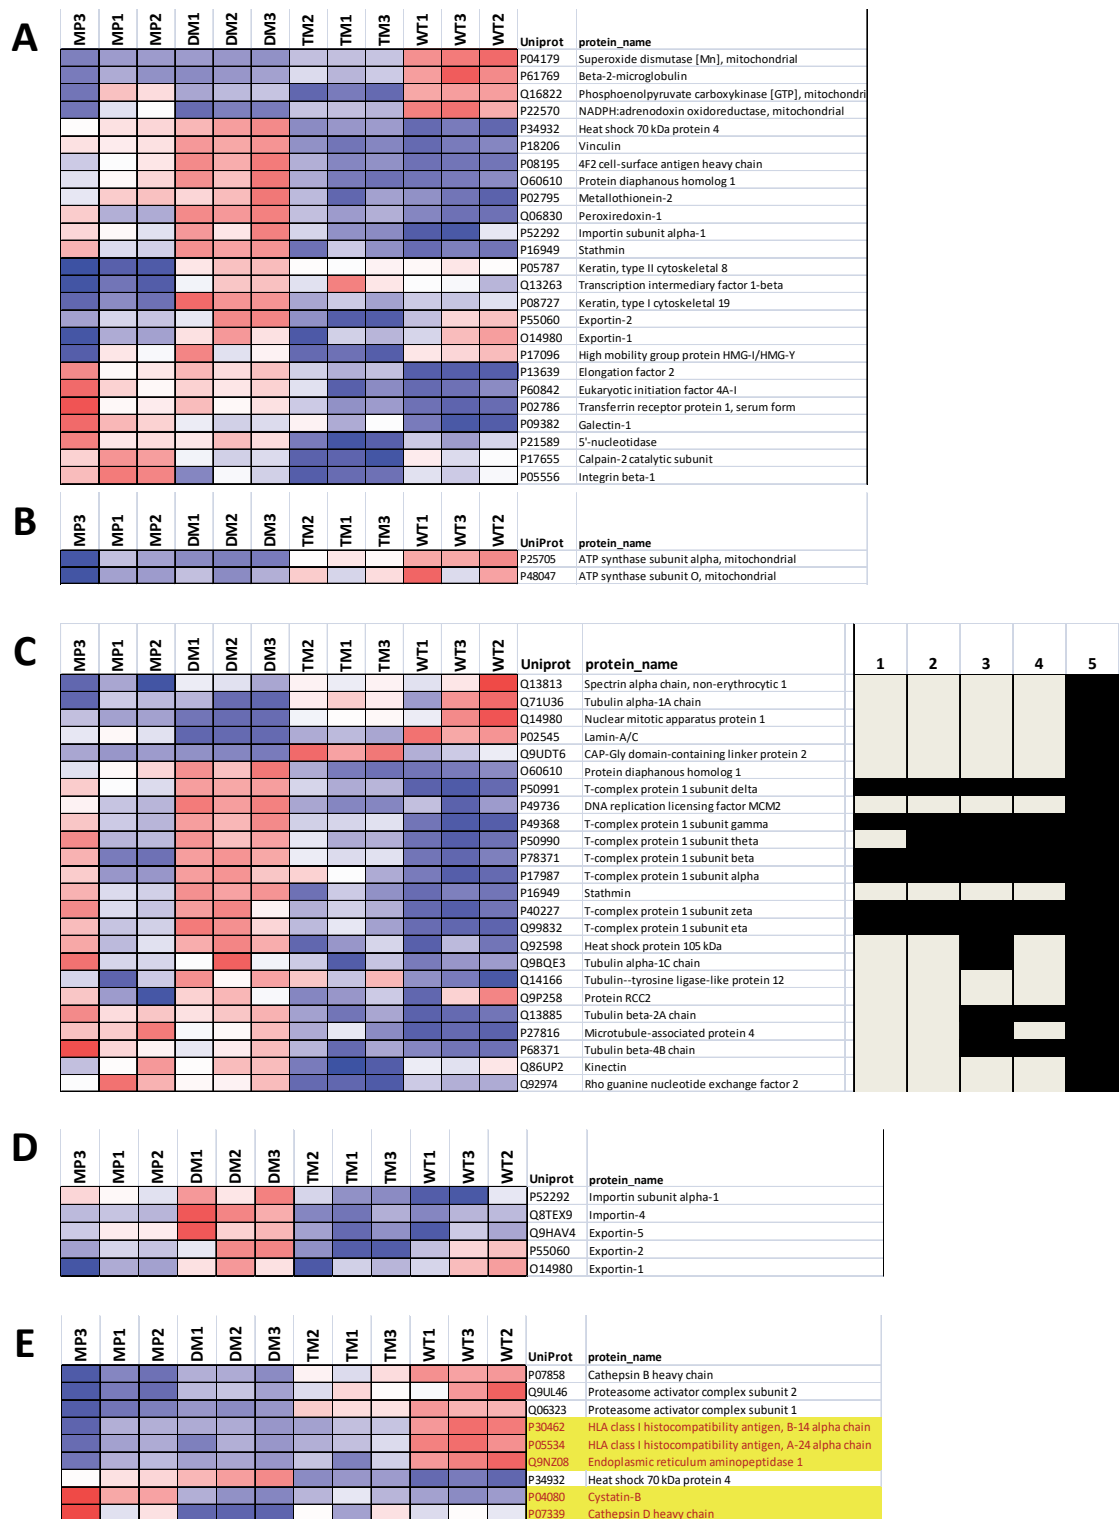 A
MP3 MP1 MP2 DM1 DM2 DM3 TM2 TM1 TM3 WT1 WT3 WT2 Uniprot protein_name
P04179 Superoxide dismutase [Mn], mitochondrial
P61769 Beta-2-microglobulin
Q16822 Phosphoenolpyruvate carboxykinase [GTP], mitochondri
P22570 NADPH:adrenodoxin oxidoreductase, mitochondrial
P34932 Heat shock 70 kDa protein 4
P18206 Vinculin
P08195 4F2 cell-surface antigen heavy chain
O60610 Protein diaphanous homolog 1
P02795 Metallothionein-2
Q06830 Peroxiredoxin-1
P52292 Importin subunit alpha-1
P16949 Stathmin
P05787 Keratin, type II cytoskeletal 8
Q13263 Transcription intermediary factor 1-beta
P08727 Keratin, type I cytoskeletal 19
P55060 Exportin-2
O14980 Exportin-1
P17096 High mobility group protein HMG-I/HMG-Y
P13639 Elongation factor 2
P60842 Eukaryotic initiation factor 4A-I
P02786 Transferrin receptor protein 1, serum form
P09382 Galectin-1
P21589 5'-nucleotidase
P17655 Calpain-2 catalytic subunit
P05556 Integrin beta-1
B
MP3 MP1 MP2 DM1 DM2 DM3 TM2 TM1 TM3 WT1 WT3 WT2 UniProt protein_name
P25705 ATP synthase subunit alpha, mitochondrial
P48047 ATP synthase subunit O, mitochondrial
C
MP3 MP1 MP2 DM1 DM2 DM3 TM2 TM1 TM3 WT1 WT3 WT2 Uniprot protein_name 1 2 3 4 5
Q13813 Spectrin alpha chain, non-erythrocytic 1
Q71U36 Tubulin alpha-1A chain
Q14980 Nuclear mitotic apparatus protein 1
P02545 Lamin-A/C
Q9UDT6 CAP-Gly domain-containing linker protein 2
O60610 Protein diaphanous homolog 1
P50991 T-complex protein 1 subunit delta
P49736 DNA replication licensing factor MCM2
P49368 T-complex protein 1 subunit gamma
P50990 T-complex protein 1 subunit theta
P78371 T-complex protein 1 subunit beta
P17987 T-complex protein 1 subunit alpha
P16949 Stathmin
P40227 T-complex protein 1 subunit zeta
Q99832 T-complex protein 1 subunit eta
Q92598 Heat shock protein 105 kDa
Q9BQE3 Tubulin alpha-1C chain
Q14166 Tubulin--tyrosine ligase-like protein 12
Q9P258 Protein RCC2
Q13885 Tubulin beta-2A chain
P27816 Microtubule-associated protein 4
P68371 Tubulin beta-4B chain
Q86UP2 Kinectin
Q92974 Rho guanine nucleotide exchange factor 2
D
MP3 MP1 MP2 DM1 DM2 DM3 TM2 TM1 TM3 WT1 WT3 WT2 Uniprot protein_name
P52292 Importin subunit alpha-1
Q8TEX9 Importin-4
Q9HAV4 Exportin-5
P55060 Exportin-2
O14980 Exportin-1
E
MP3 MP1 MP2 DM1 DM2 DM3 TM2 TM1 TM3 WT1 WT3 WT2 UniProt protein_name
P07858 Cathepsin B heavy chain
Q9UL46 Proteasome activator complex subunit 2
Q06323 Proteasome activator complex subunit 1
P30462 HLA class I histocompatibility antigen, B-14 alpha chain
P05534 HLA class I histocompatibility antigen, A-24 alpha chain
Q9NZ08 Endoplasmic reticulum aminopeptidase 1
P34932 Heat shock 70 kDa protein 4
P04080 Cystatin-B
P07339 Cathepsin D heavy chain